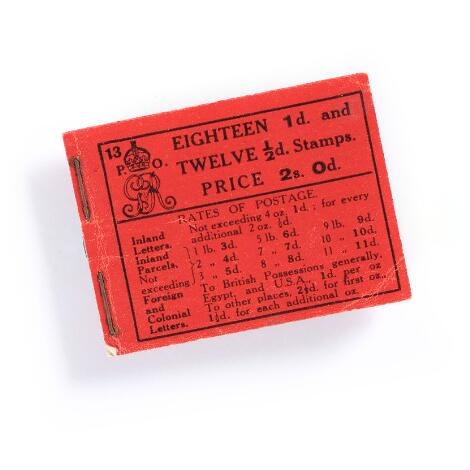 13
P. O.
GR
EIGHTEEN 1d. and
TWELVE ½d. Stamps.
PRICE 2s. 0d.
RATES OF POSTAGE.
Inland Letters. Not exceeding 4 oz. 1d.; for every
additional 2 oz. ½d.
Inland Parcels, Not exceeding
1 lb. 3d. 5 lb. 6d. 9 lb. 9d.
2 „ 4d. 7 „ 7d. 10 „ 10d.
3 „ 5d. 8 „ 8d. 11 „ 11d.
Foreign and Colonial Letters. To British Possessions generally,
Egypt, and U.S.A., 1d. per oz.
To other places, 2½d. for first oz.,
1½d. for each additional oz.